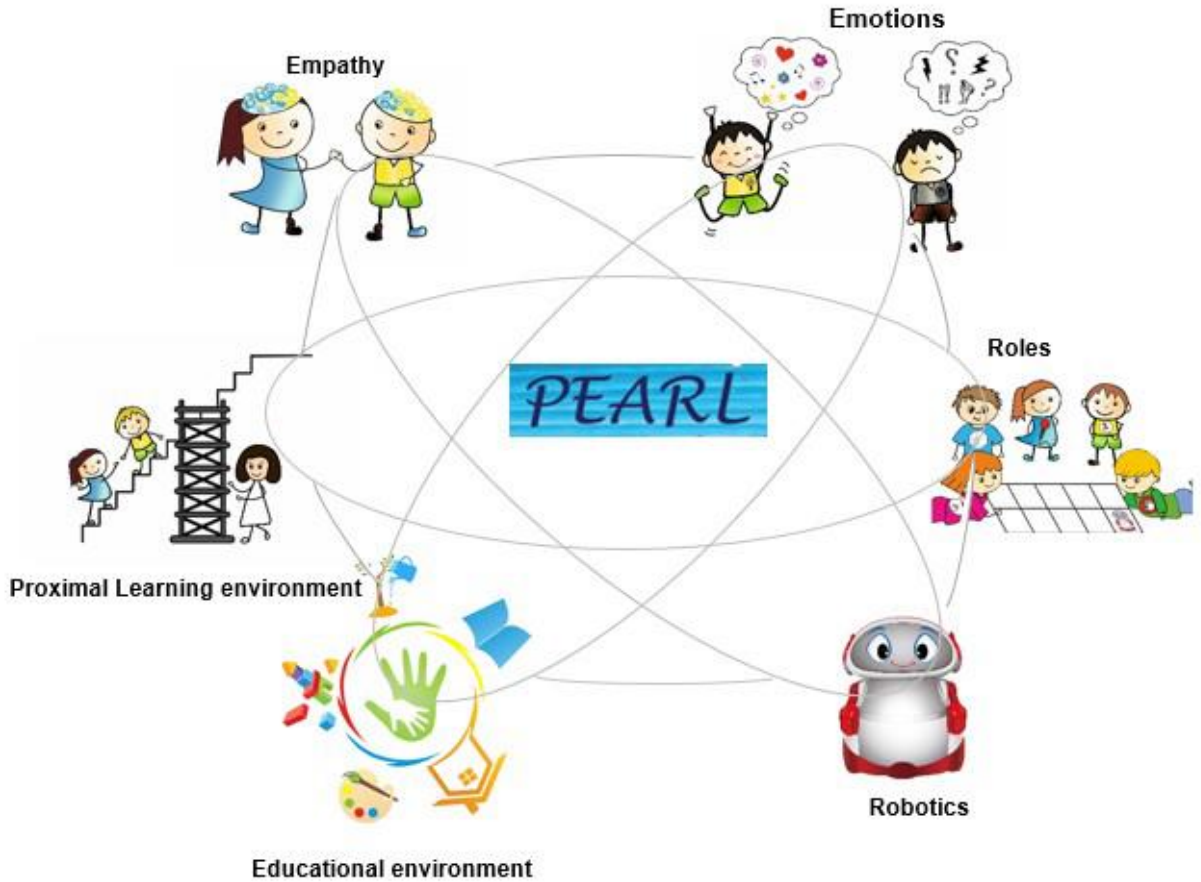 Emotions
Empathy
Roles
PEARL
Proximal Learning environment
Robotics
Educational environment